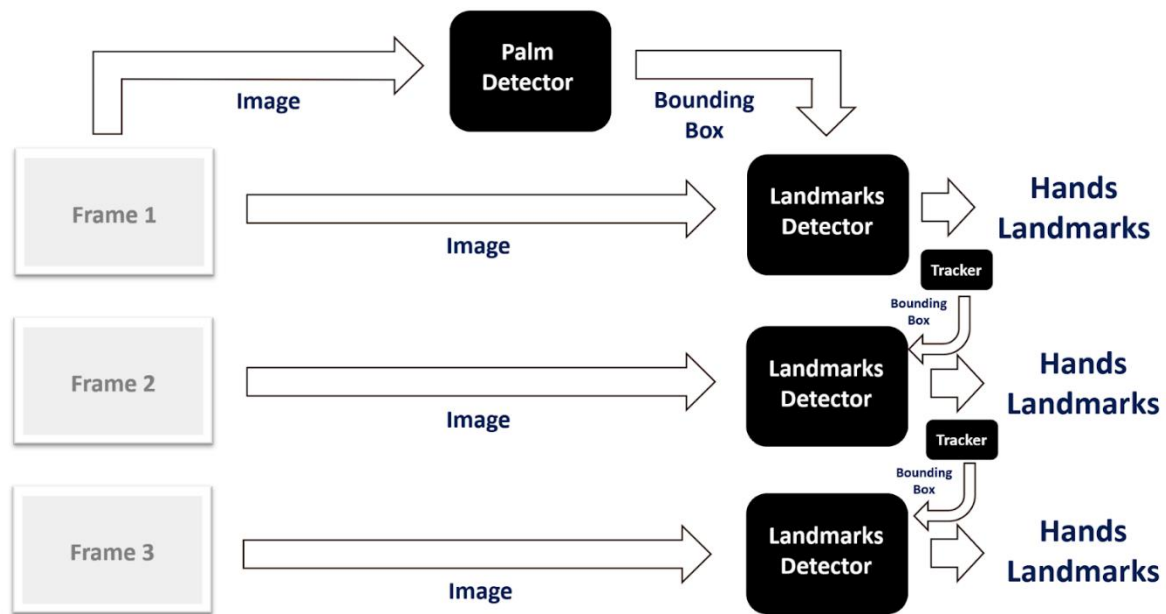 Palm
Detector
Image
Bounding
Box
Frame 1
Image
Landmarks
Detector
Hands
Landmarks
Tracker
Bounding
Box
Frame 2
Image
Landmarks
Detector
Hands
Landmarks
Tracker
Bounding
Box
Frame 3
Image
Landmarks
Detector
Hands
Landmarks